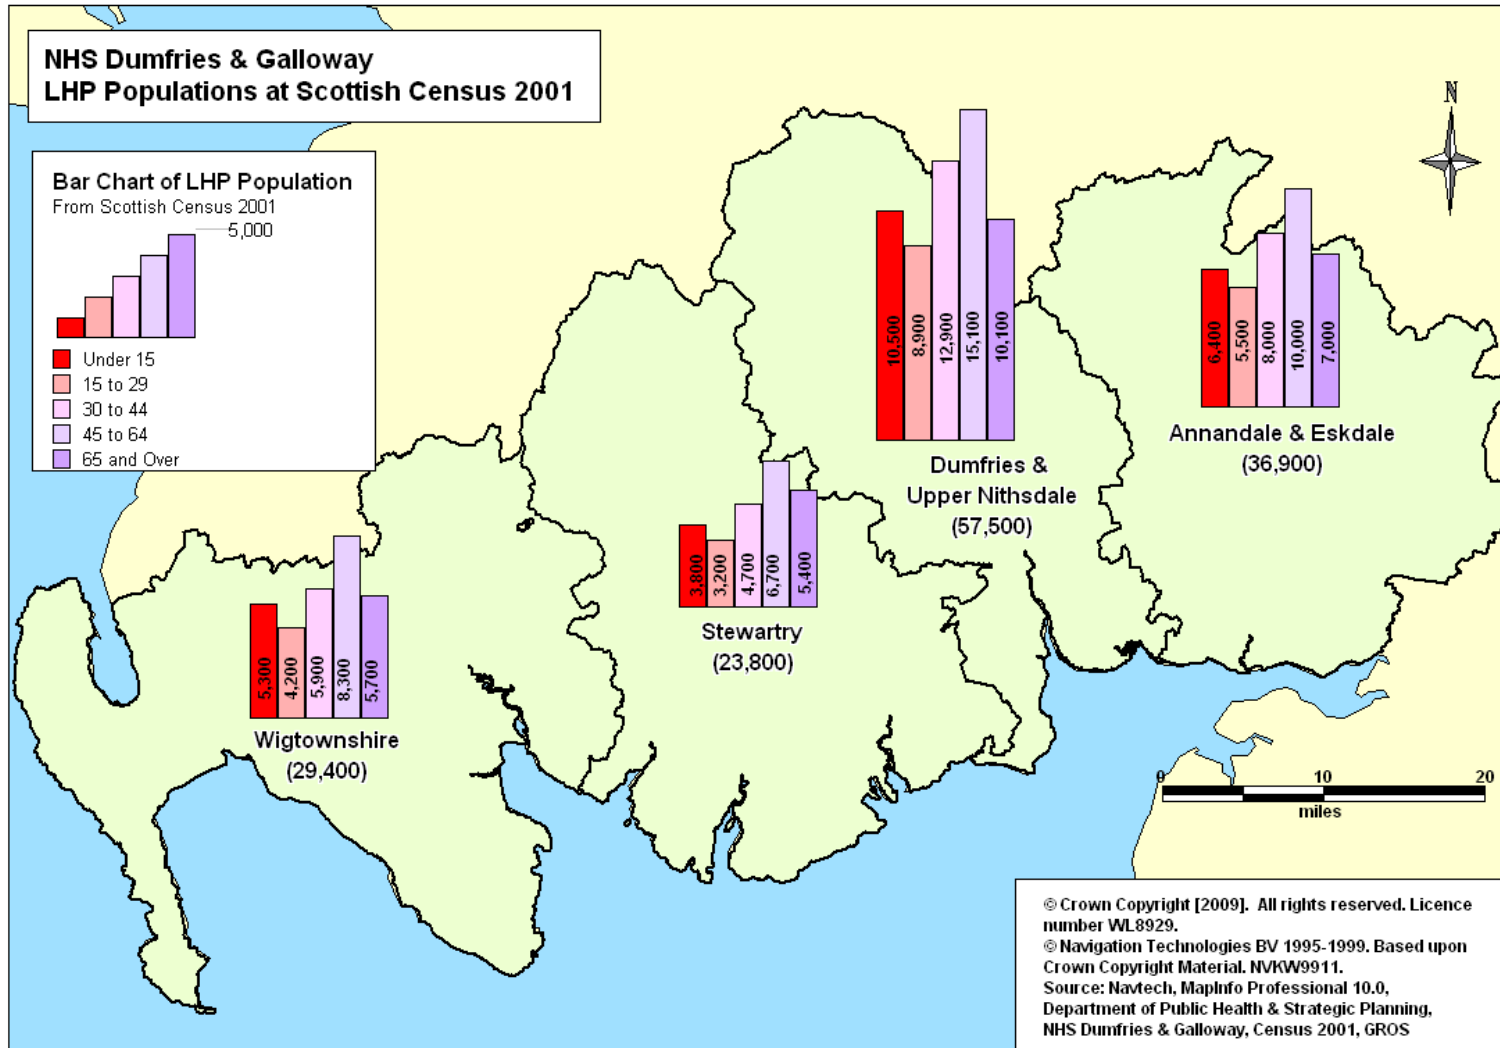 NHS Dumfries & Galloway
LHP Populations at Scottish Census 2001
Bar Chart of LHP Population
From Scottish Census 2001
5,000
Under 15
15 to 29
30 to 44
45 to 64
65 and Over
N
10,500
8,900
12,900
15,100
10,100
Dumfries &
Upper Nithsdale
(57,500)
6,400
5,500
8,000
10,000
7,000
Annandale & Eskdale
(36,900)
3,800
3,200
4,700
6,700
5,400
Stewartry
(23,800)
5,300
4,200
5,900
8,300
5,700
Wigtownshire
(29,400)
0 10 20
miles
© Crown Copyright [2009]. All rights reserved. Licence
number WL8929.
© Navigation Technologies BV 1995-1999. Based upon
Crown Copyright Material. NVKW9911.
Source: Navtech, MapInfo Professional 10.0,
Department of Public Health & Strategic Planning,
NHS Dumfries & Galloway, Census 2001, GROS